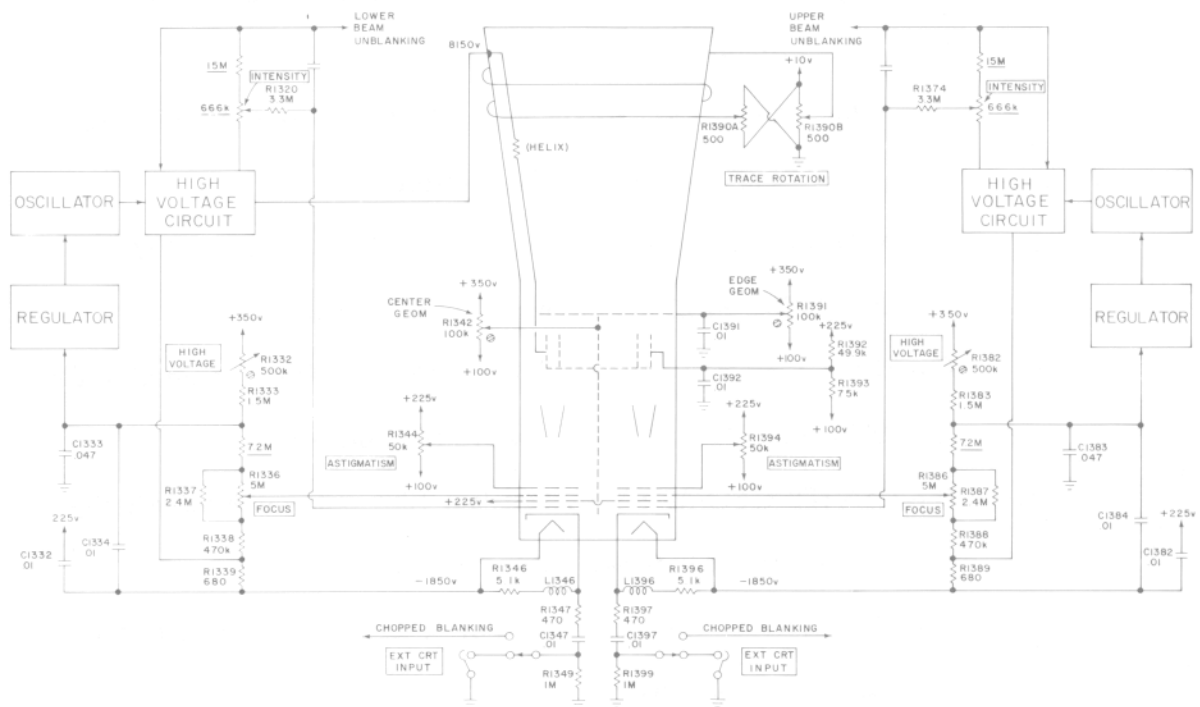 LOWER
BEAM
UNBLANKING
UPPER
BEAM
UNBLANKING
8150v
+10v
15M
INTENSITY
R1320
3.3M
666k
15M
R1374
3.3M
INTENSITY
666k
R1390A
500
R1390B
500
(HELIX)
TRACE ROTATION
OSCILLATOR
HIGH
VOLTAGE
CIRCUIT
HIGH
VOLTAGE
CIRCUIT
OSCILLATOR
REGULATOR
REGULATOR
+350v
CENTER
GEOM
R1342
100k
+100v
EDGE
GEOM
+350v
R1391
100k
+100v
C1391
.01
+225v
R1392
49.9k
C1392
.01
R1393
75k
+100v
+350v
HIGH
VOLTAGE
R1332
500k
R1333
1.5M
+350v
HIGH
VOLTAGE
R1382
500k
R1383
1.5M
+225v
R1344
50k
ASTIGMATISM
+100v
+225v
R1394
50k
ASTIGMATISM
+100v
C1333
.047
7.2M
R1337
2.4M
R1336
5M
FOCUS
+225v
7.2M
C1383
.047
R1386
5M
R1387
2.4M
FOCUS
225v
C1332
.01
C1334
.01
R1338
470k
R1339
680
R1388
470k
R1389
680
C1384
.01
+225v
C1382
.01
-1850v
R1346
5.1k
L1346
L1396
R1396
5.1k
-1850v
R1347
470
R1397
470
CHOPPED BLANKING
C1347
.01
C1397
.01
CHOPPED BLANKING
EXT CRT
INPUT
R1349
1M
R1399
1M
EXT CRT
INPUT